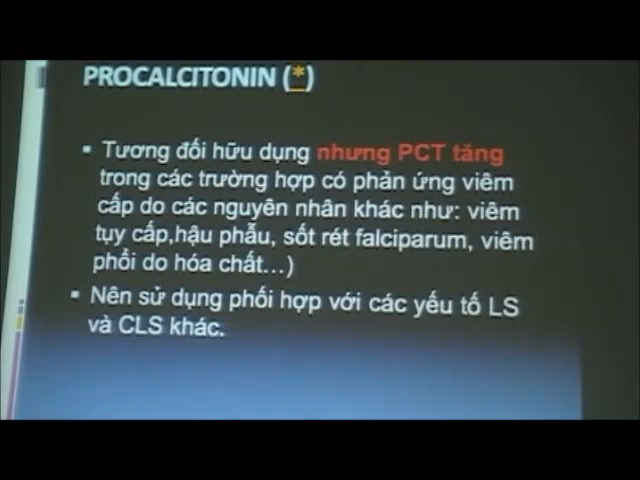 PROCALCITONIN (*)
▪ Tương đối hữu dụng nhưng PCT tăng
trong các trường hợp có phản ứng viêm
cấp do các nguyên nhân khác như: viêm
tụy cấp,hậu phẫu, sốt rét falciparum, viêm
phổi do hóa chất…)
▪ Nên sử dụng phối hợp với các yếu tố LS
và CLS khác.